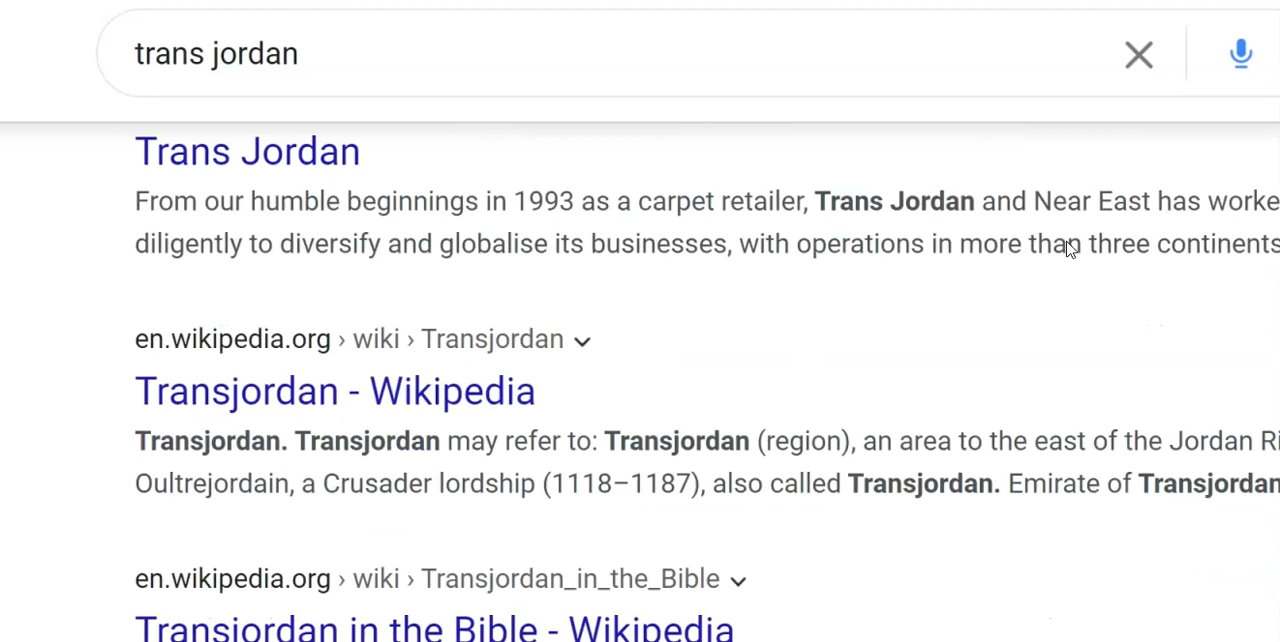 trans jordan
Trans Jordan
From our humble beginnings in 1993 as a carpet retailer, Trans Jordan and Near East has worke
diligently to diversify and globalise its businesses, with operations in more than three continents
en.wikipedia.org › wiki › Transjordan
Transjordan - Wikipedia
Transjordan. Transjordan may refer to: Transjordan (region), an area to the east of the Jordan Ri
Oultrejordain, a Crusader lordship (1118–1187), also called Transjordan. Emirate of Transjordan
en.wikipedia.org › wiki › Transjordan_in_the_Bible
Transjordan in the Bible - Wikipedia